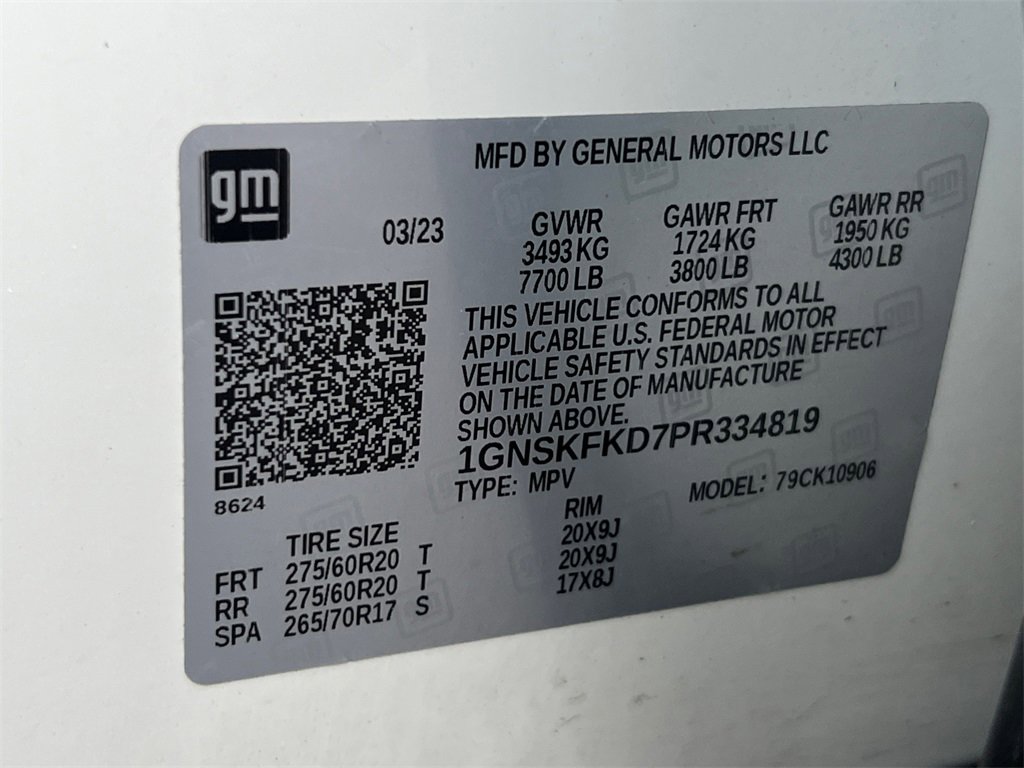 gm
MFD BY GENERAL MOTORS LLC
03/23
GVWR GAWR FRT GAWR RR
3493 KG 1724 KG 1950 KG
7700 LB 3800 LB 4300 LB
THIS VEHICLE CONFORMS TO ALL
APPLICABLE U.S. FEDERAL MOTOR
VEHICLE SAFETY STANDARDS IN EFFECT
ON THE DATE OF MANUFACTURE
SHOWN ABOVE.
1GNSKFKD7PR334819
TYPE: MPV MODEL: 79CK10906
8624
TIRE SIZE RIM
FRT 275/60R20 T 20X9J
RR 275/60R20 T 20X9J
SPA 265/70R17 S 17X8J